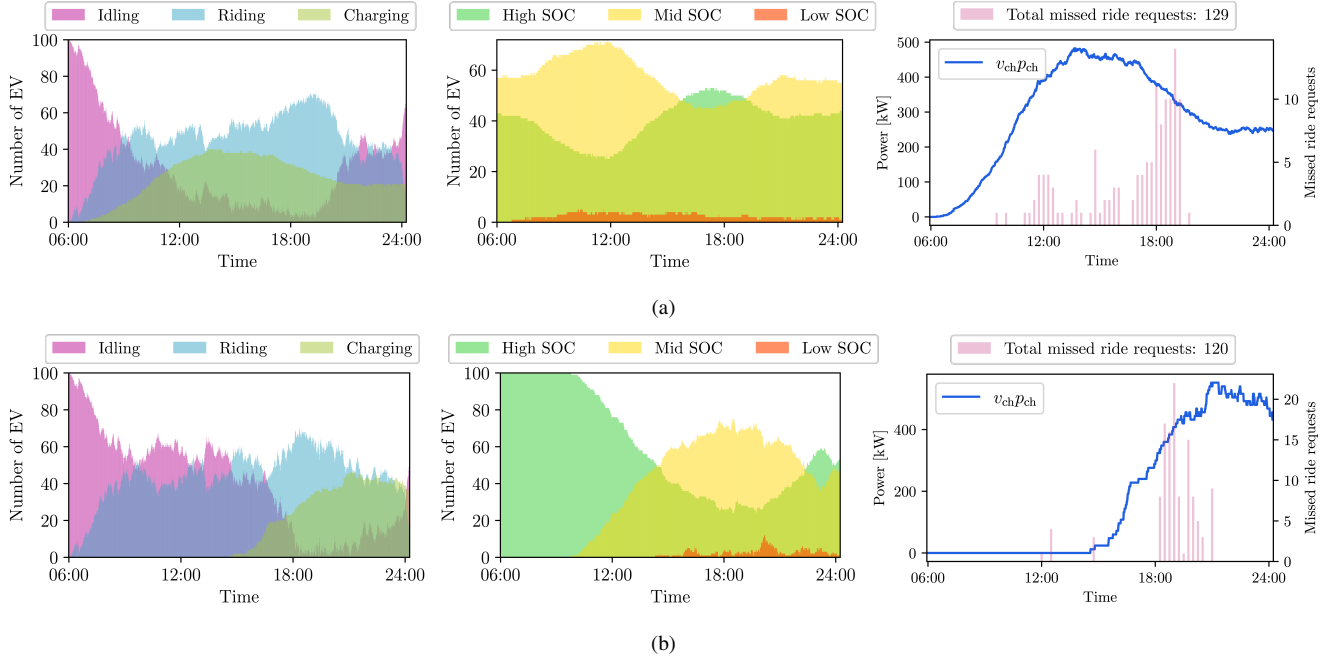 Idling Riding Charging
100
80
60
40
20
0
Number of EV
06:00 12:00 18:00 24:00
Time
High SOC Mid SOC Low SOC
60
40
20
0
Number of EV
06:00 12:00 18:00 24:00
Time
Total missed ride requests: 129
v_ch p_ch
500
400
300
200
100
0
Power [kW]
10
5
0
Missed ride requests
06:00 12:00 18:00 24:00
Time
(a)
Idling Riding Charging
100
80
60
40
20
0
Number of EV
06:00 12:00 18:00 24:00
Time
High SOC Mid SOC Low SOC
100
80
60
40
20
0
Number of EV
06:00 12:00 18:00 24:00
Time
Total missed ride requests: 120
v_ch p_ch
400
200
0
Power [kW]
20
15
10
5
0
Missed ride requests
06:00 12:00 18:00 24:00
Time
(b)